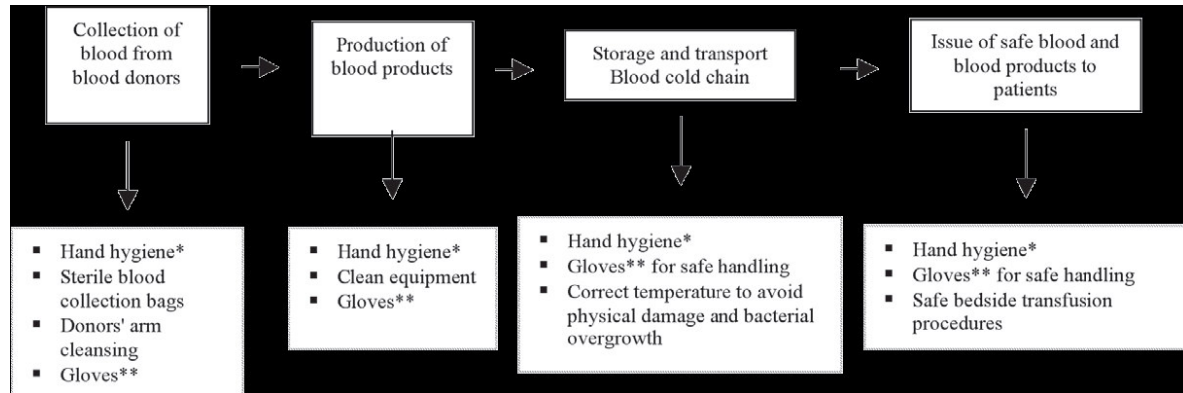 Collection of
blood from
blood donors
Production of
blood products
Storage and transport
Blood cold chain
Issue of safe blood and
blood products to
patients
▪ Hand hygiene*
▪ Sterile blood
collection bags
▪ Donors' arm
cleansing
▪ Gloves**
▪ Hand hygiene*
▪ Clean equipment
▪ Gloves**
▪ Hand hygiene*
▪ Gloves** for safe handling
▪ Correct temperature to avoid
physical damage and bacterial
overgrowth
▪ Hand hygiene*
▪ Gloves** for safe handling
▪ Safe bedside transfusion
procedures